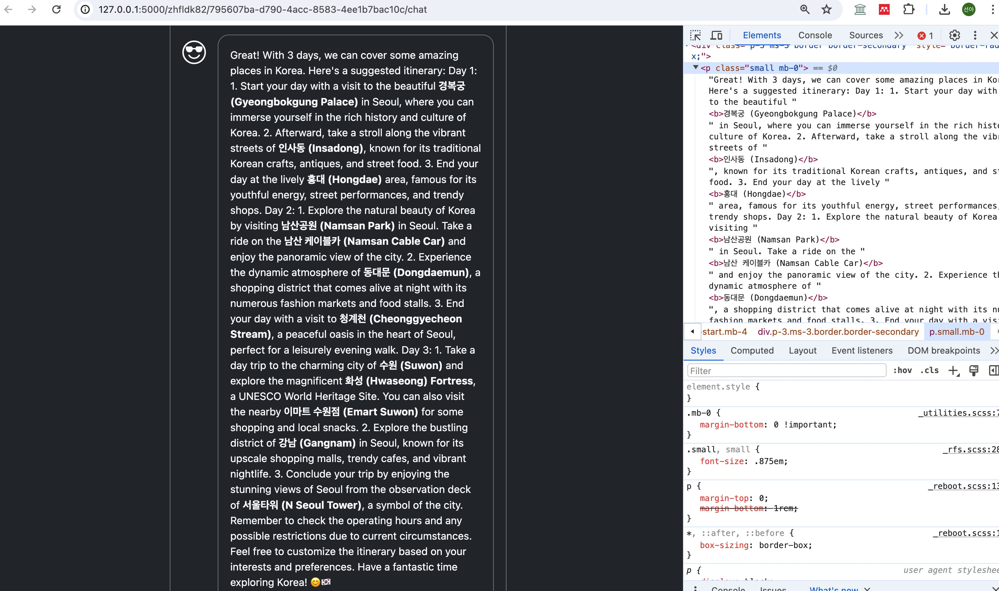 127.0.0.1:5000/zhfldk82/795607ba-d790-4acc-8583-4ee1b7bac10c/chat
선아
Great! With 3 days, we can cover some amazing
places in Korea. Here's a suggested itinerary: Day 1:
1. Start your day with a visit to the beautiful 경복궁
(Gyeongbokgung Palace) in Seoul, where you can
immerse yourself in the rich history and culture of
Korea. 2. Afterward, take a stroll along the vibrant
streets of 인사동 (Insadong), known for its traditional
Korean crafts, antiques, and street food. 3. End your
day at the lively 홍대 (Hongdae) area, famous for its
youthful energy, street performances, and trendy
shops. Day 2: 1. Explore the natural beauty of Korea
by visiting 남산공원 (Namsan Park) in Seoul. Take a
ride on the 남산 케이블카 (Namsan Cable Car) and
enjoy the panoramic view of the city. 2. Experience
the dynamic atmosphere of 동대문 (Dongdaemun), a
shopping district that comes alive at night with its
numerous fashion markets and food stalls. 3. End
your day with a visit to 청계천 (Cheonggyecheon
Stream), a peaceful oasis in the heart of Seoul,
perfect for a leisurely evening walk. Day 3: 1. Take a
day trip to the charming city of 수원 (Suwon) and
explore the magnificent 화성 (Hwaseong) Fortress,
a UNESCO World Heritage Site. You can also visit
the nearby 이마트 수원점 (Emart Suwon) for some
shopping and local snacks. 2. Explore the bustling
district of 강남 (Gangnam) in Seoul, known for its
upscale shopping malls, trendy cafes, and vibrant
nightlife. 3. Conclude your trip by enjoying the
stunning views of Seoul from the observation deck
of 서울타워 (N Seoul Tower), a symbol of the city.
Remember to check the operating hours and any
possible restrictions due to current circumstances.
Feel free to customize the itinerary based on your
interests and preferences. Have a fantastic time
exploring Korea! 😊🇰🇷
Elements Console Sources 1
<div class="p-3 ms-3 border border-secondary" style="border-rad
x;">
<p class="small mb-0"> == $0
"Great! With 3 days, we can cover some amazing places in Kor
Here's a suggested itinerary: Day 1: 1. Start your day with
to the beautiful "
<b>경복궁 (Gyeongbokgung Palace)</b>
" in Seoul, where you can immerse yourself in the rich histo
culture of Korea. 2. Afterward, take a stroll along the vibr
streets of "
<b>인사동 (Insadong)</b>
", known for its traditional Korean crafts, antiques, and st
food. 3. End your day at the lively "
<b>홍대 (Hongdae)</b>
" area, famous for its youthful energy, street performances,
trendy shops. Day 2: 1. Explore the natural beauty of Korea
visiting "
<b>남산공원 (Namsan Park)</b>
" in Seoul. Take a ride on the "
<b>남산 케이블카 (Namsan Cable Car)</b>
" and enjoy the panoramic view of the city. 2. Experience th
dynamic atmosphere of "
<b>동대문 (Dongdaemun)</b>
", a shopping district that comes alive at night with its nu
fashion markets and food stalls. 3. End your day with a vis
start.mb-4 div.p-3.ms-3.border.border-secondary p.small.mb-0
Styles Computed Layout Event listeners DOM breakpoints
Filter :hov .cls
element.style {
}
.mb-0 { _utilities.scss:7
margin-bottom: 0 !important;
}
.small, small { _rfs.scss:28
font-size: .875em;
}
p { _reboot.scss:13
margin-top: 0;
margin-bottom: 1rem;
}
*, ::after, ::before { _reboot.scss:1
box-sizing: border-box;
}
p { user agent styleshee
Console Issues What's new